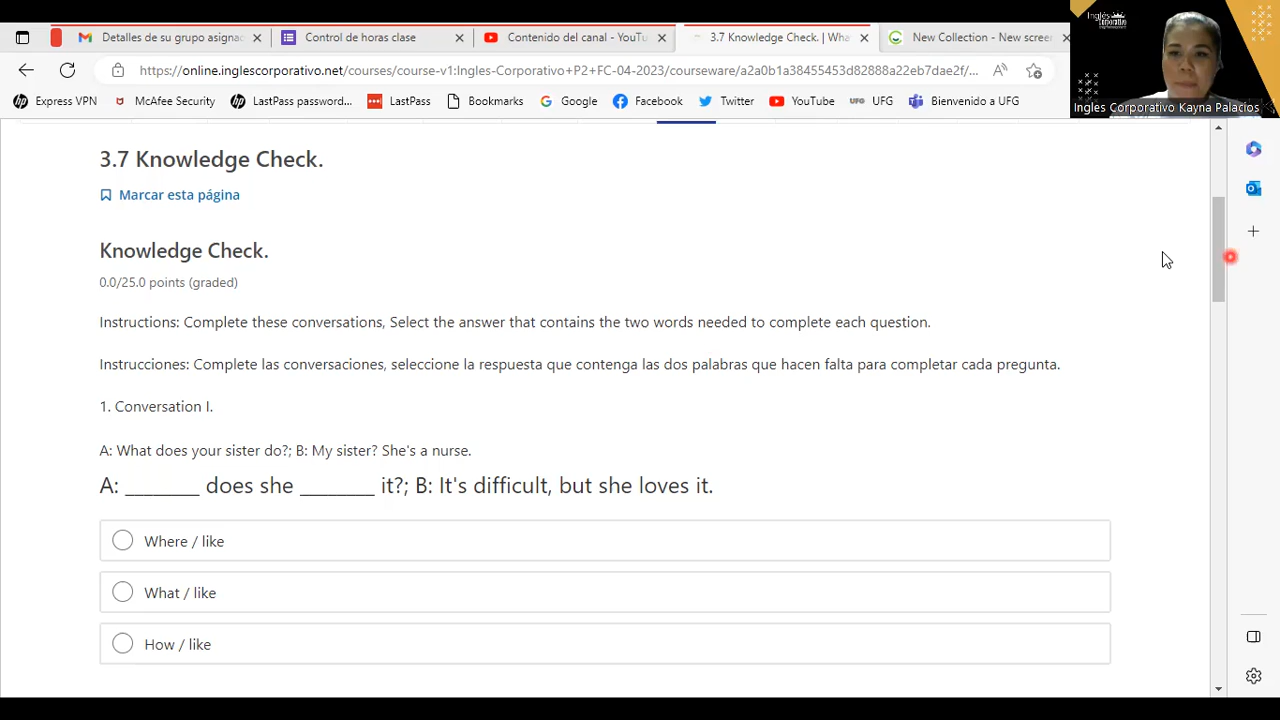 Detalles de su grupo asigna
Control de horas clase
Contenido del canal - YouTu
3.7 Knowledge Check. | Wha
New Collection - New scree
Inglés
https://online.inglescorporativo.net/courses/course-v1:Ingles-Corporativo+P2+FC-04-2023/courseware/a2a0b1a38455453d82888a22eb7dae2f/...
Express VPN
McAfee Security
LastPass password...
LastPass
Bookmarks
Google
Facebook
Twitter
YouTube
UFG
UFG
Bienvenido a UFG
Ingles Corporativo Kayna Palacios
3.7 Knowledge Check.
Marcar esta página
Knowledge Check.
0.0/25.0 points (graded)
Instructions: Complete these conversations, Select the answer that contains the two words needed to complete each question.
Instrucciones: Complete las conversaciones, seleccione la respuesta que contenga las dos palabras que hacen falta para completar cada pregunta.
1. Conversation I.
A: What does your sister do?; B: My sister? She's a nurse.
A: ________ does she ________ it?; B: It's difficult, but she loves it.
Where / like
What / like
How / like